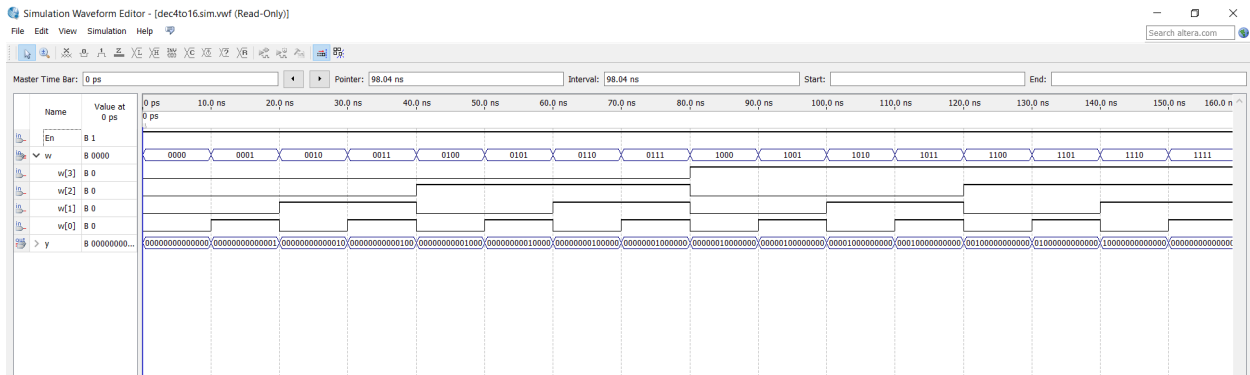 Simulation Waveform Editor - [dec4to16.sim.vwf (Read-Only)]
File Edit View Simulation Help
Search altera.com
Master Time Bar: 0 ps Pointer: 98.04 ns Interval: 98.04 ns Start: End:
Name Value at 0 ps
0 ps 10.0 ns 20.0 ns 30.0 ns 40.0 ns 50.0 ns 60.0 ns 70.0 ns 80.0 ns 90.0 ns 100.0 ns 110.0 ns 120.0 ns 130.0 ns 140.0 ns 150.0 ns 160.0 n
0 ps
En B 1
w B 0000 0000 0001 0010 0011 0100 0101 0110 0111 1000 1001 1010 1011 1100 1101 1110 1111
w[3] B 0
w[2] B 0
w[1] B 0
w[0] B 0
y B 00000000...